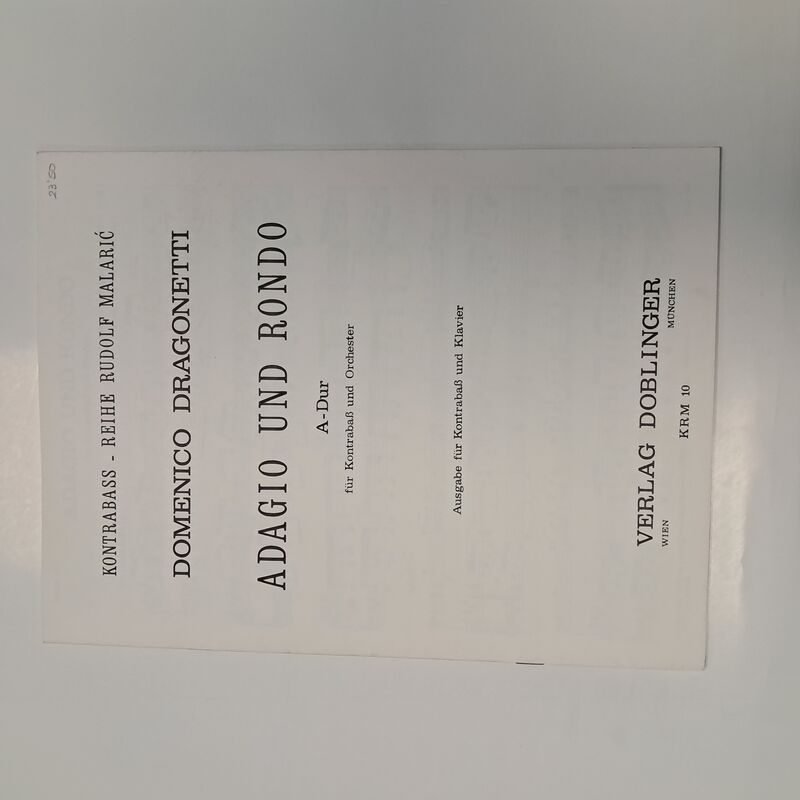 23'50
KONTRABASS - REIHE RUDOLF MALARIĆ
DOMENICO DRAGONETTI
ADAGIO UND RONDO
A-Dur
für Kontrabaß und Orchester
Ausgabe für Kontrabaß und Klavier
VERLAG DOBLINGER
WIEN MÜNCHEN
KRM 10